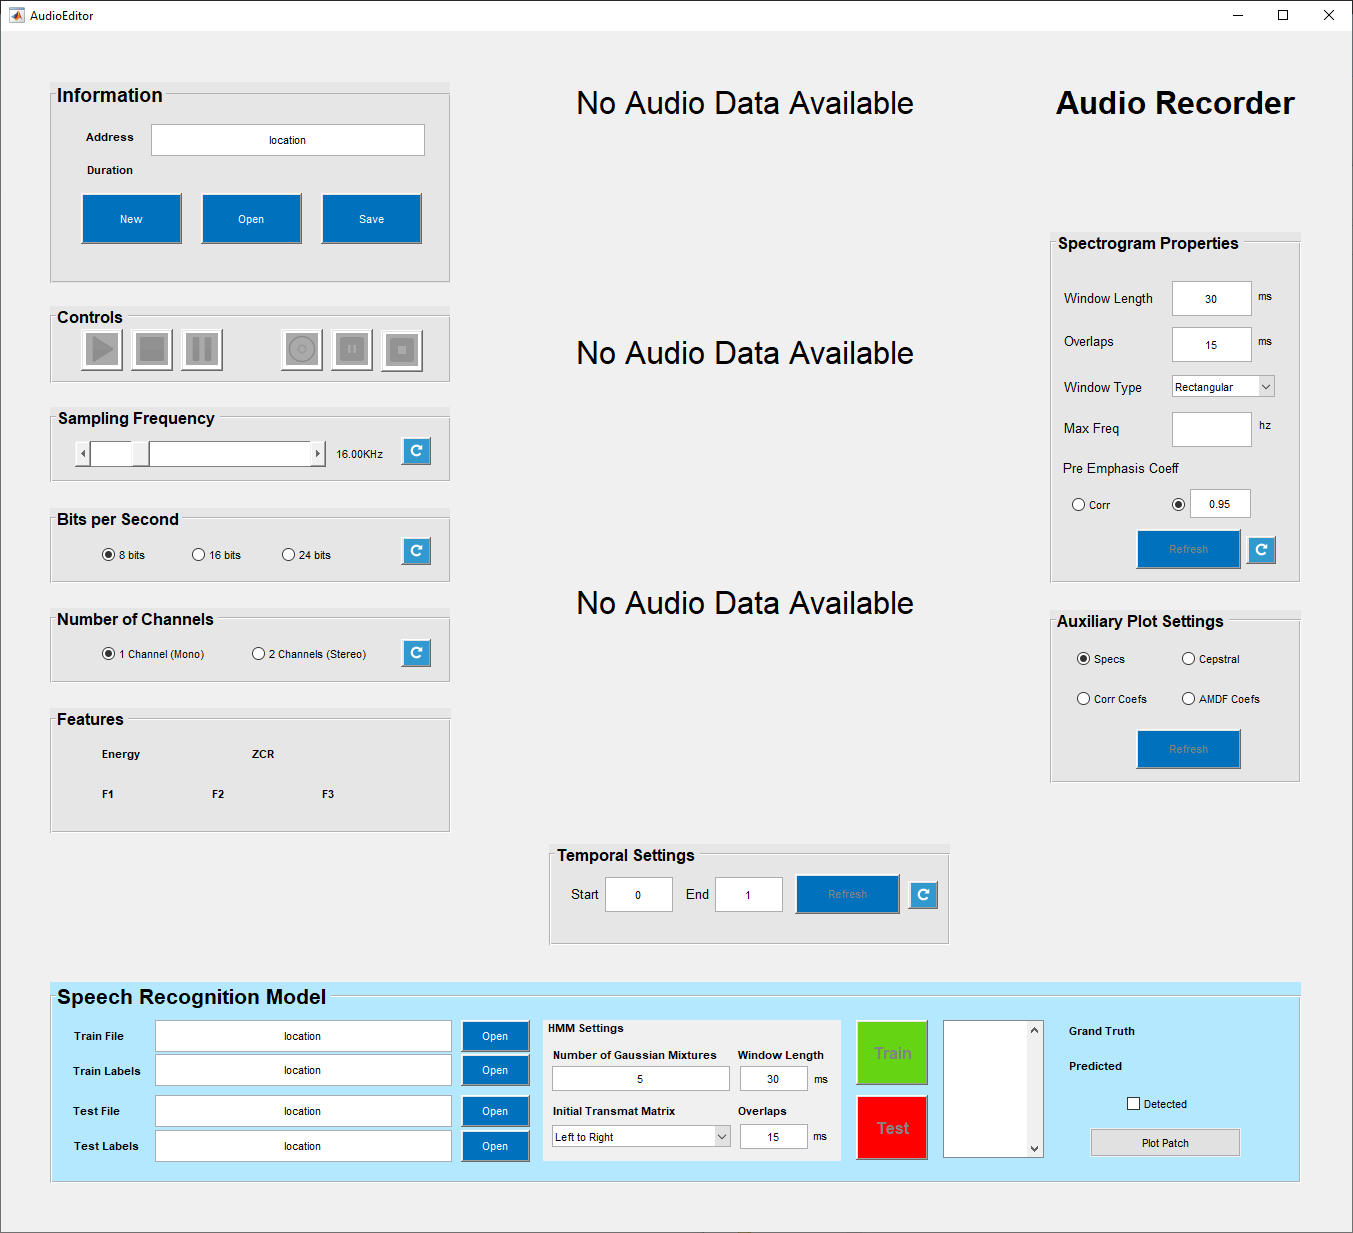 AudioEditor
Information
Address
location
Duration
New
Open
Save
Controls
Sampling Frequency
16.00KHz
Bits per Second
8 bits
16 bits
24 bits
Number of Channels
1 Channel (Mono)
2 Channels (Stereo)
Features
Energy
ZCR
F1
F2
F3
No Audio Data Available
No Audio Data Available
No Audio Data Available
Temporal Settings
Start
0
End
1
Refresh
Audio Recorder
Spectrogram Properties
Window Length
30
ms
Overlaps
15
ms
Window Type
Rectangular
Max Freq
hz
Pre Emphasis Coeff
Corr
0.95
Refresh
Auxiliary Plot Settings
Specs
Cepstral
Corr Coefs
AMDF Coefs
Refresh
Speech Recognition Model
Train File
location
Open
Train Labels
location
Open
Test File
location
Open
Test Labels
location
Open
HMM Settings
Number of Gaussian Mixtures
5
Window Length
30
ms
Initial Transmat Matrix
Left to Right
Overlaps
15
ms
Train
Test
Grand Truth
Predicted
Detected
Plot Patch